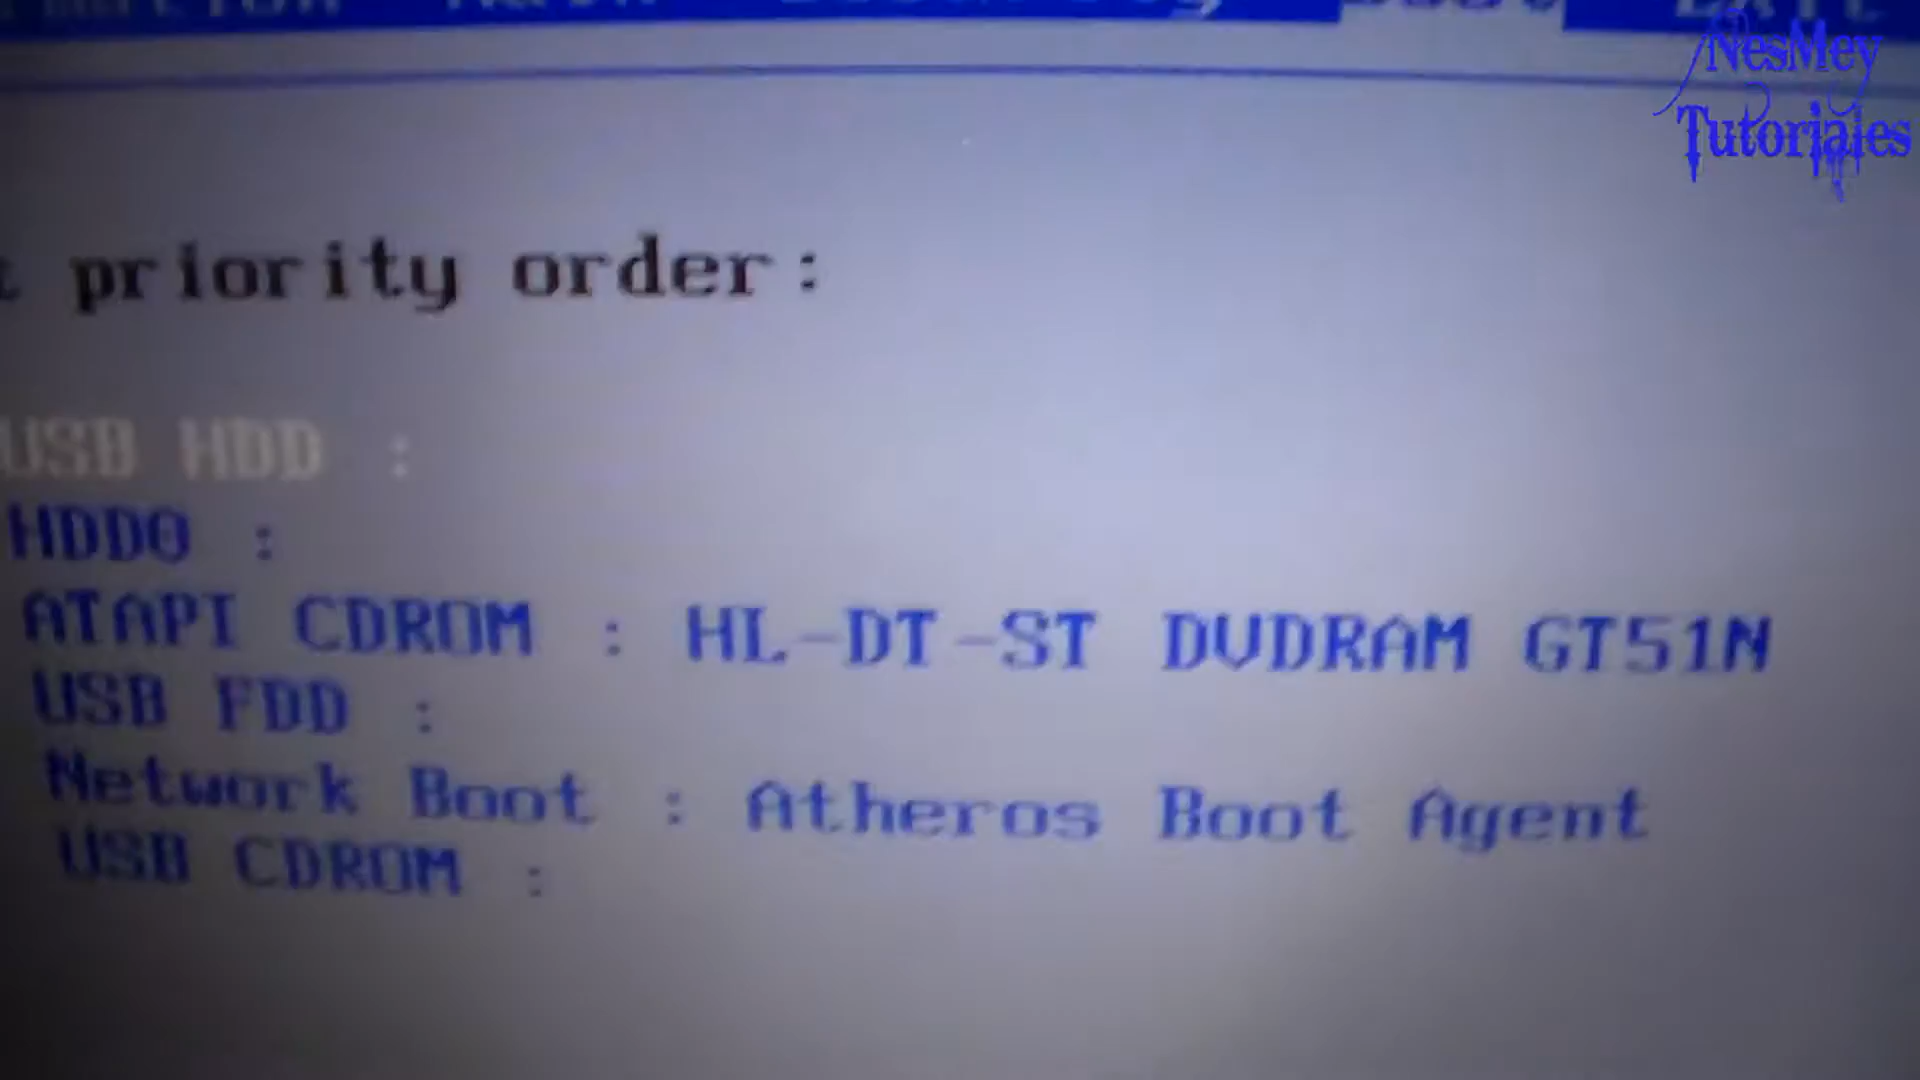 NesMey
Tutoriales
priority order:
USB HDD :
HDD0 :
ATAPI CDROM : HL-DT-ST DVDRAM GT51N
USB FDD :
Network Boot : Atheros Boot Agent
USB CDROM :